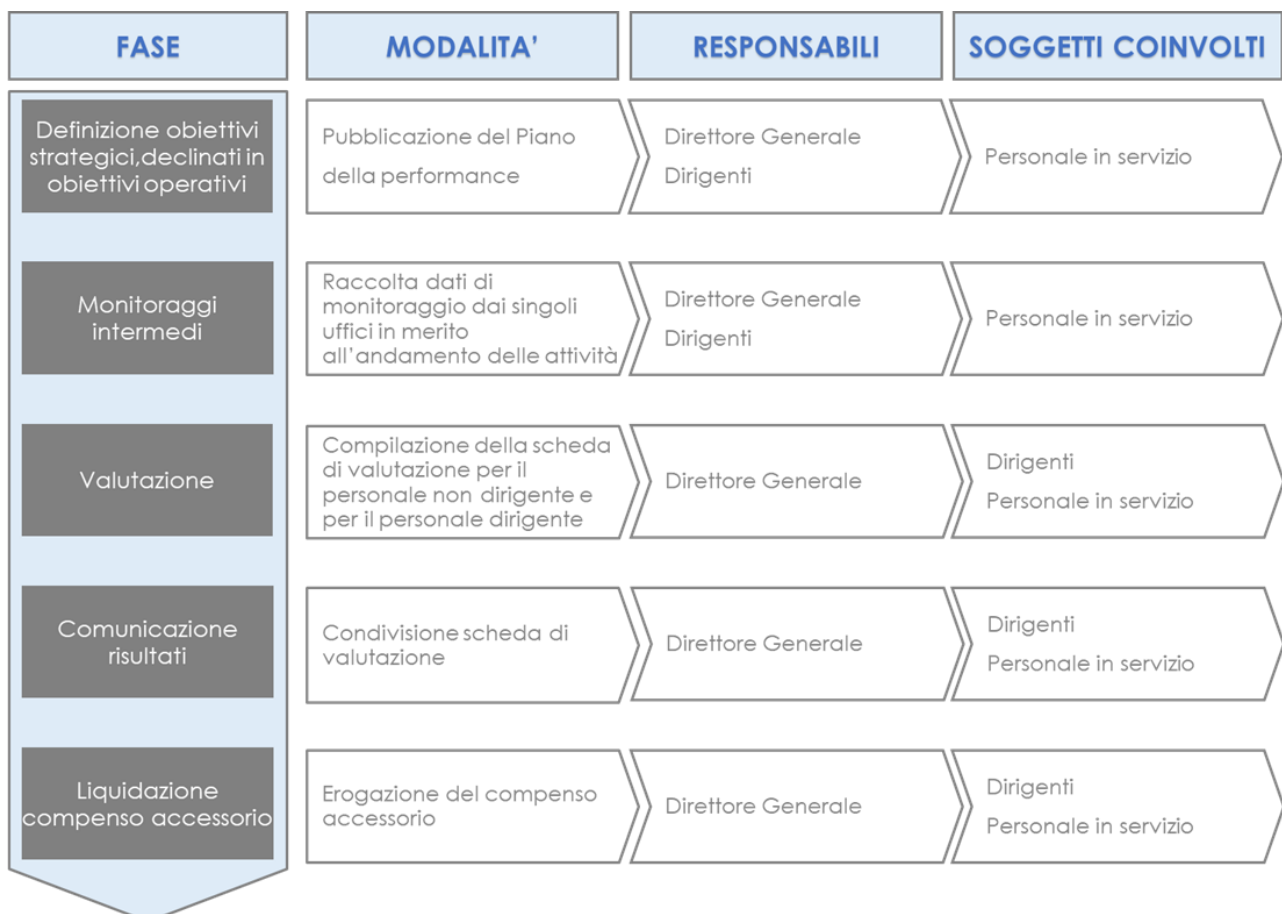 FASE
MODALITA’
RESPONSABILI
SOGGETTI COINVOLTI
Definizione obiettivi
strategici,declinati in
obiettivi operativi
Pubblicazione del Piano
della performance
Direttore Generale
Dirigenti
Personale in servizio
Monitoraggi
intermedi
Raccolta dati di
monitoraggio dai singoli
uffici in merito
all’andamento delle attività
Direttore Generale
Dirigenti
Personale in servizio
Valutazione
Compilazione della scheda
di valutazione per il
personale non dirigente e
per il personale dirigente
Direttore Generale
Dirigenti
Personale in servizio
Comunicazione
risultati
Condivisione scheda di
valutazione
Direttore Generale
Dirigenti
Personale in servizio
Liquidazione
compenso accessorio
Erogazione del compenso
accessorio
Direttore Generale
Dirigenti
Personale in servizio